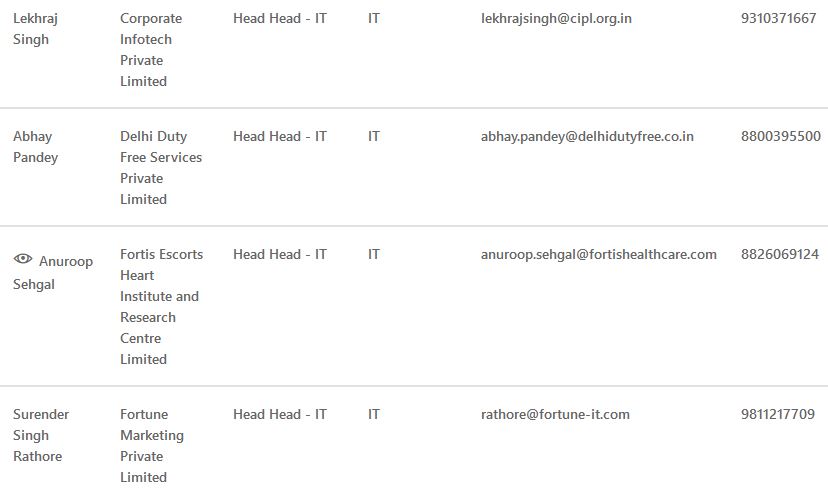 Lekhraj Singh
Corporate Infotech Private Limited
Head Head - IT
IT
lekhrajsingh@cipl.org.in
9310371667
Abhay Pandey
Delhi Duty Free Services Private Limited
Head Head - IT
IT
abhay.pandey@delhidutyfree.co.in
8800395500
Anuroop Sehgal
Fortis Escorts Heart Institute and Research Centre Limited
Head Head - IT
IT
anuroop.sehgal@fortishealthcare.com
8826069124
Surender Singh Rathore
Fortune Marketing Private Limited
Head Head - IT
IT
rathore@fortune-it.com
9811217709